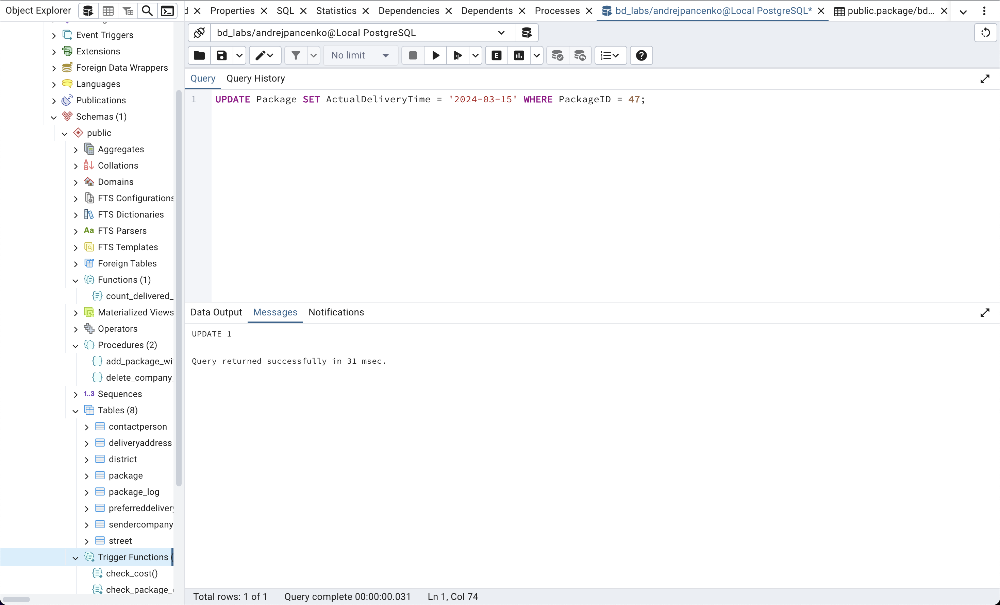 Object Explorer
d Properties SQL Statistics Dependencies Dependents Processes bd_labs/andrejpancenko@Local PostgreSQL* public.package/bd...
bd_labs/andrejpancenko@Local PostgreSQL
No limit
E
Query Query History
1 UPDATE Package SET ActualDeliveryTime = '2024-03-15' WHERE PackageID = 47;
Event Triggers
Extensions
Foreign Data Wrappers
Languages
Publications
Schemas (1)
public
Aggregates
Collations
Domains
FTS Configurations
FTS Dictionaries
Aa FTS Parsers
FTS Templates
Foreign Tables
Functions (1)
count_delivered_
Materialized Views
Operators
Procedures (2)
add_package_wi
delete_company_
1..3 Sequences
Tables (8)
contactperson
deliveryaddress
district
package
package_log
preferreddelivery
sendercompany
street
Trigger Functions (
check_cost()
check_package_
Data Output Messages Notifications
UPDATE 1
Query returned successfully in 31 msec.
Total rows: 1 of 1 Query complete 00:00:00.031 Ln 1, Col 74